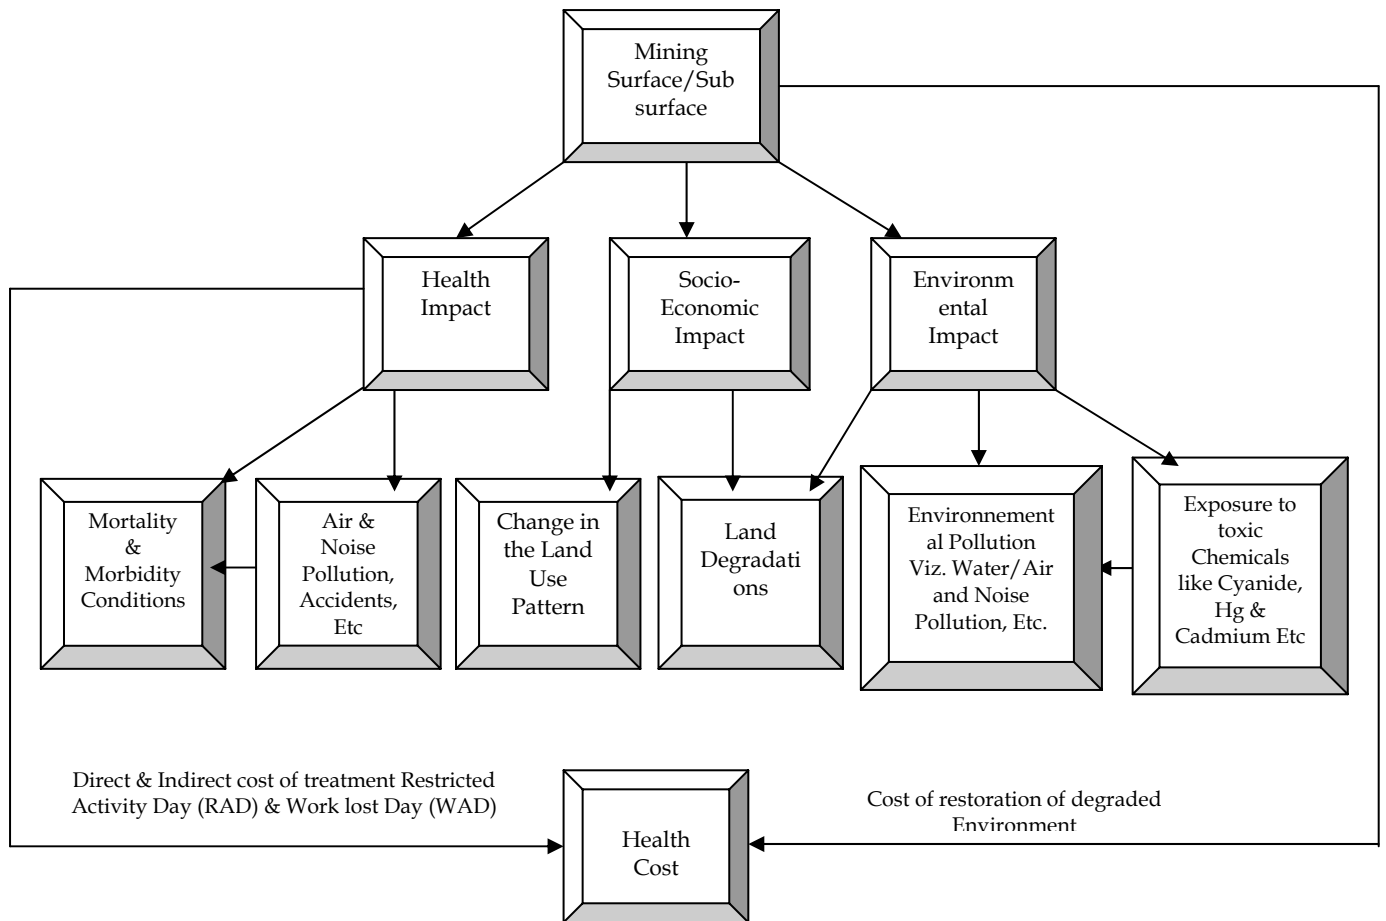 Mining
Surface/Sub
surface
Health
Impact
Socio-
Economic
Impact
Environm
ental
Impact
Mortality
&
Morbidity
Conditions
Air &
Noise
Pollution,
Accidents,
Etc
Change in
the Land
Use
Pattern
Land
Degradati
ons
Environnement
al Pollution
Viz. Water/Air
and Noise
Pollution, Etc.
Exposure to
toxic
Chemicals
like Cyanide,
Hg &
Cadmium Etc
Direct & Indirect cost of treatment Restricted
Activity Day (RAD) & Work lost Day (WAD)
Health
Cost
Cost of restoration of degraded
Environment